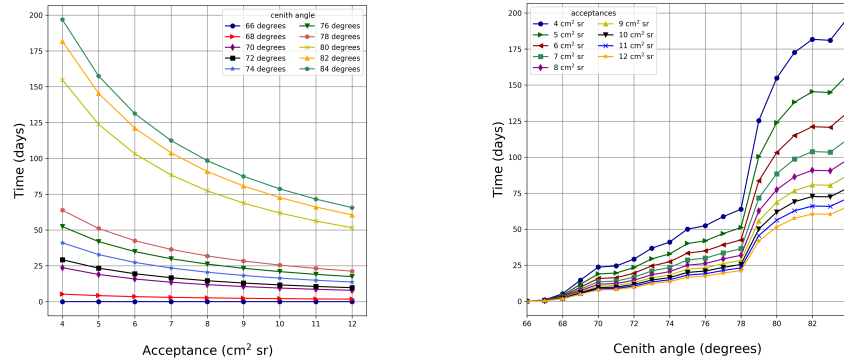 200
175
150
125
100
75
50
25
0
4 5 6 7 8 9 10 11 12
Time (days)
Acceptance (cm² sr)
cenith angle
66 degrees
68 degrees
70 degrees
72 degrees
74 degrees
76 degrees
78 degrees
80 degrees
82 degrees
84 degrees
200
175
150
125
100
75
50
25
0
66 68 70 72 74 76 78 80 82
Time (days)
Cenith angle (degrees)
acceptances
4 cm² sr
5 cm² sr
6 cm² sr
7 cm² sr
8 cm² sr
9 cm² sr
10 cm² sr
11 cm² sr
12 cm² sr